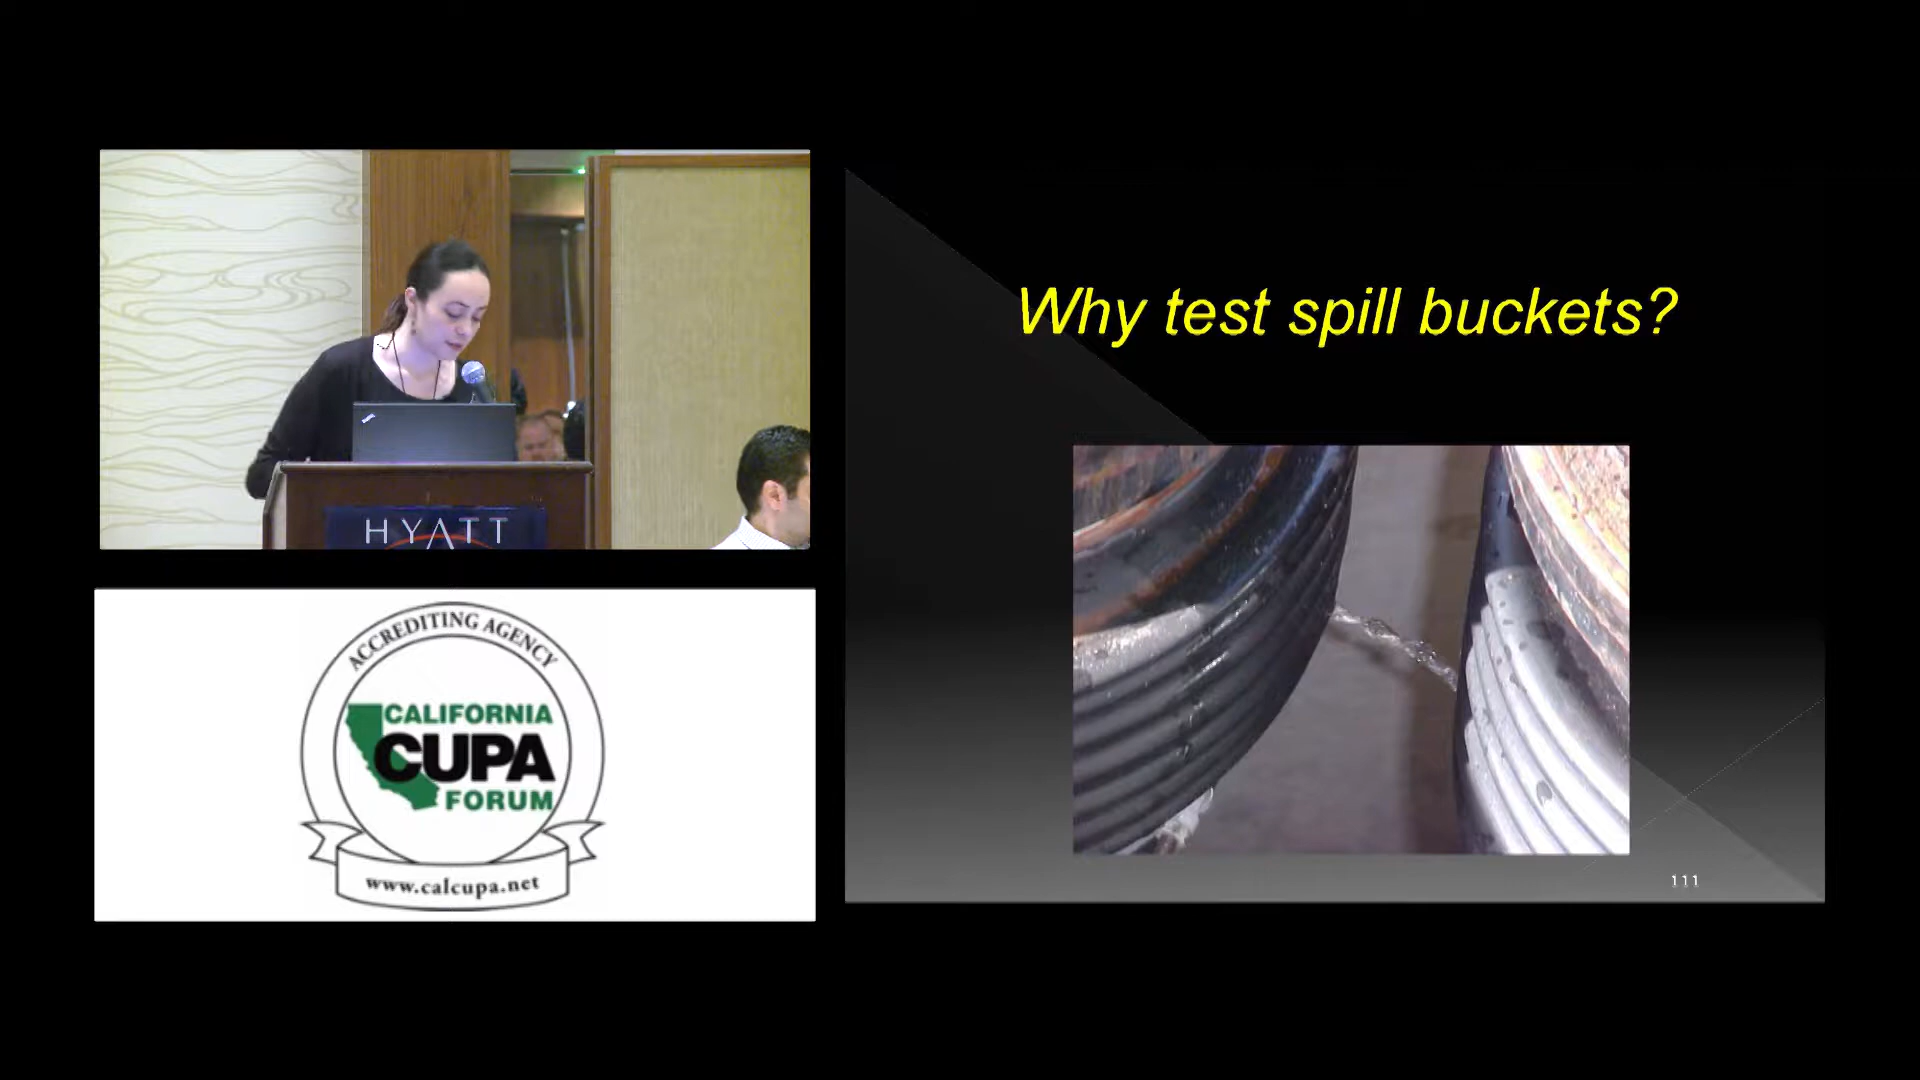 HYATT
ACCREDITING AGENCY
CALIFORNIA
CUPA
FORUM
www.calcupa.net
Why test spill buckets?
111